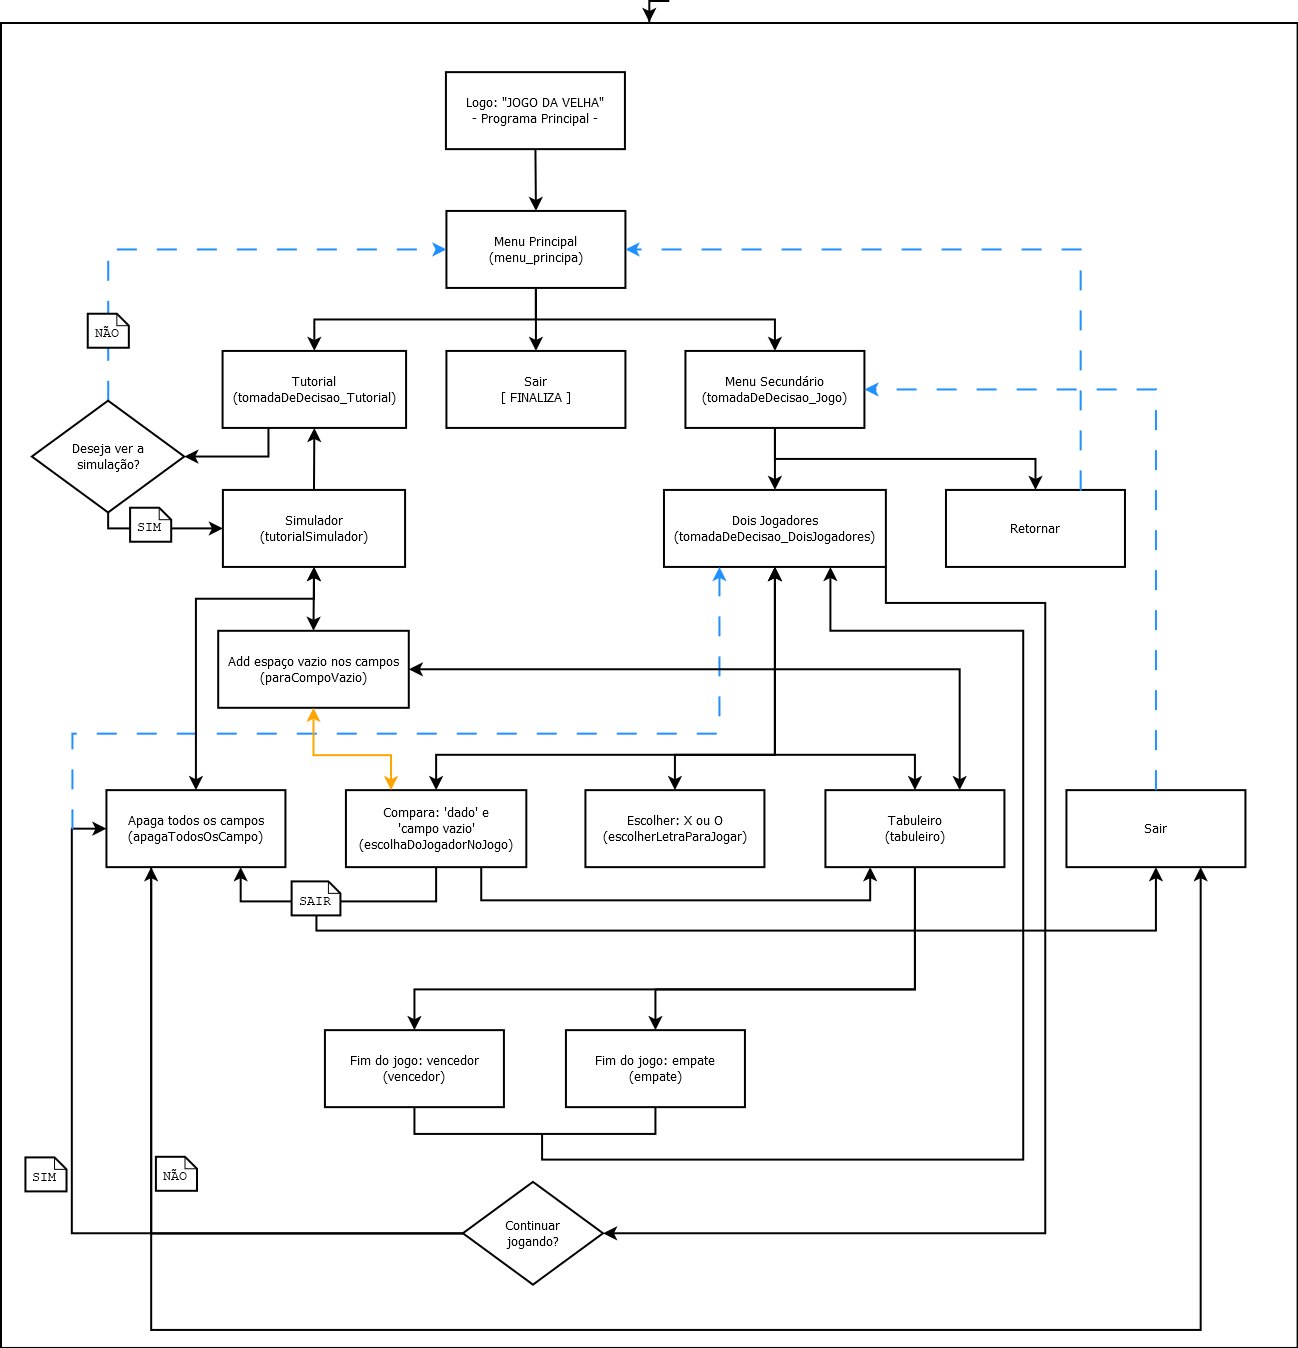 Logo: "JOGO DA VELHA"
- Programa Principal -
Menu Principal
(menu_principa)
NÃO
Tutorial
(tomadaDeDecisao_Tutorial)
Sair
[ FINALIZA ]
Menu Secundário
(tomadaDeDecisao_Jogo)
Deseja ver a
simulação?
SIM
Simulador
(tutorialSimulador)
Dois Jogadores
(tomadaDeDecisao_DoisJogadores)
Retornar
Add espaço vazio nos campos
(paraCompoVazio)
Apaga todos os campos
(apagaTodosOsCampo)
Compara: 'dado' e
'campo vazio'
(escolhaDoJogadorNoJogo)
Escolher: X ou O
(escolherLetraParaJogar)
Tabuleiro
(tabuleiro)
Sair
SAIR
Fim do jogo: vencedor
(vencedor)
Fim do jogo: empate
(empate)
SIM
NÃO
Continuar
jogando?